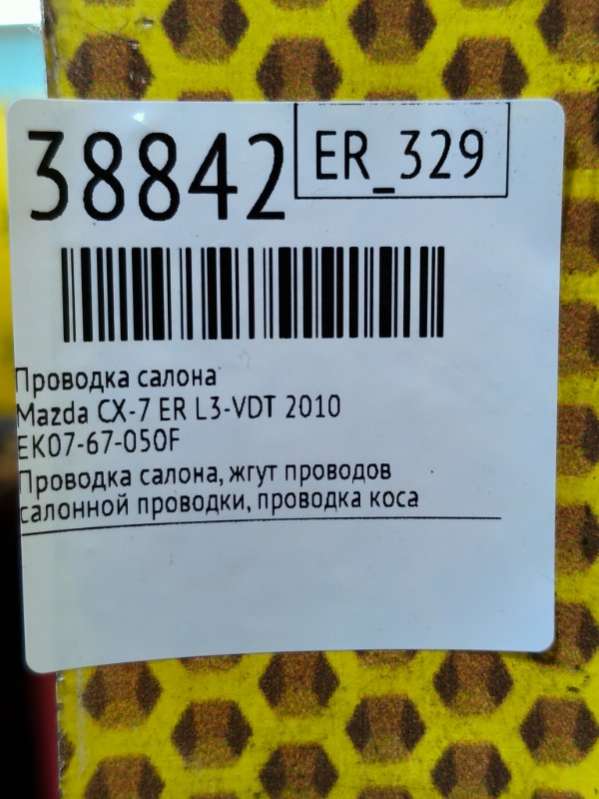 38842
ER_329
Проводка салона
Mazda CX-7 ER L3-VDT 2010
EK07-67-050F
Проводка салона, жгут проводов
салонной проводки, проводка коса